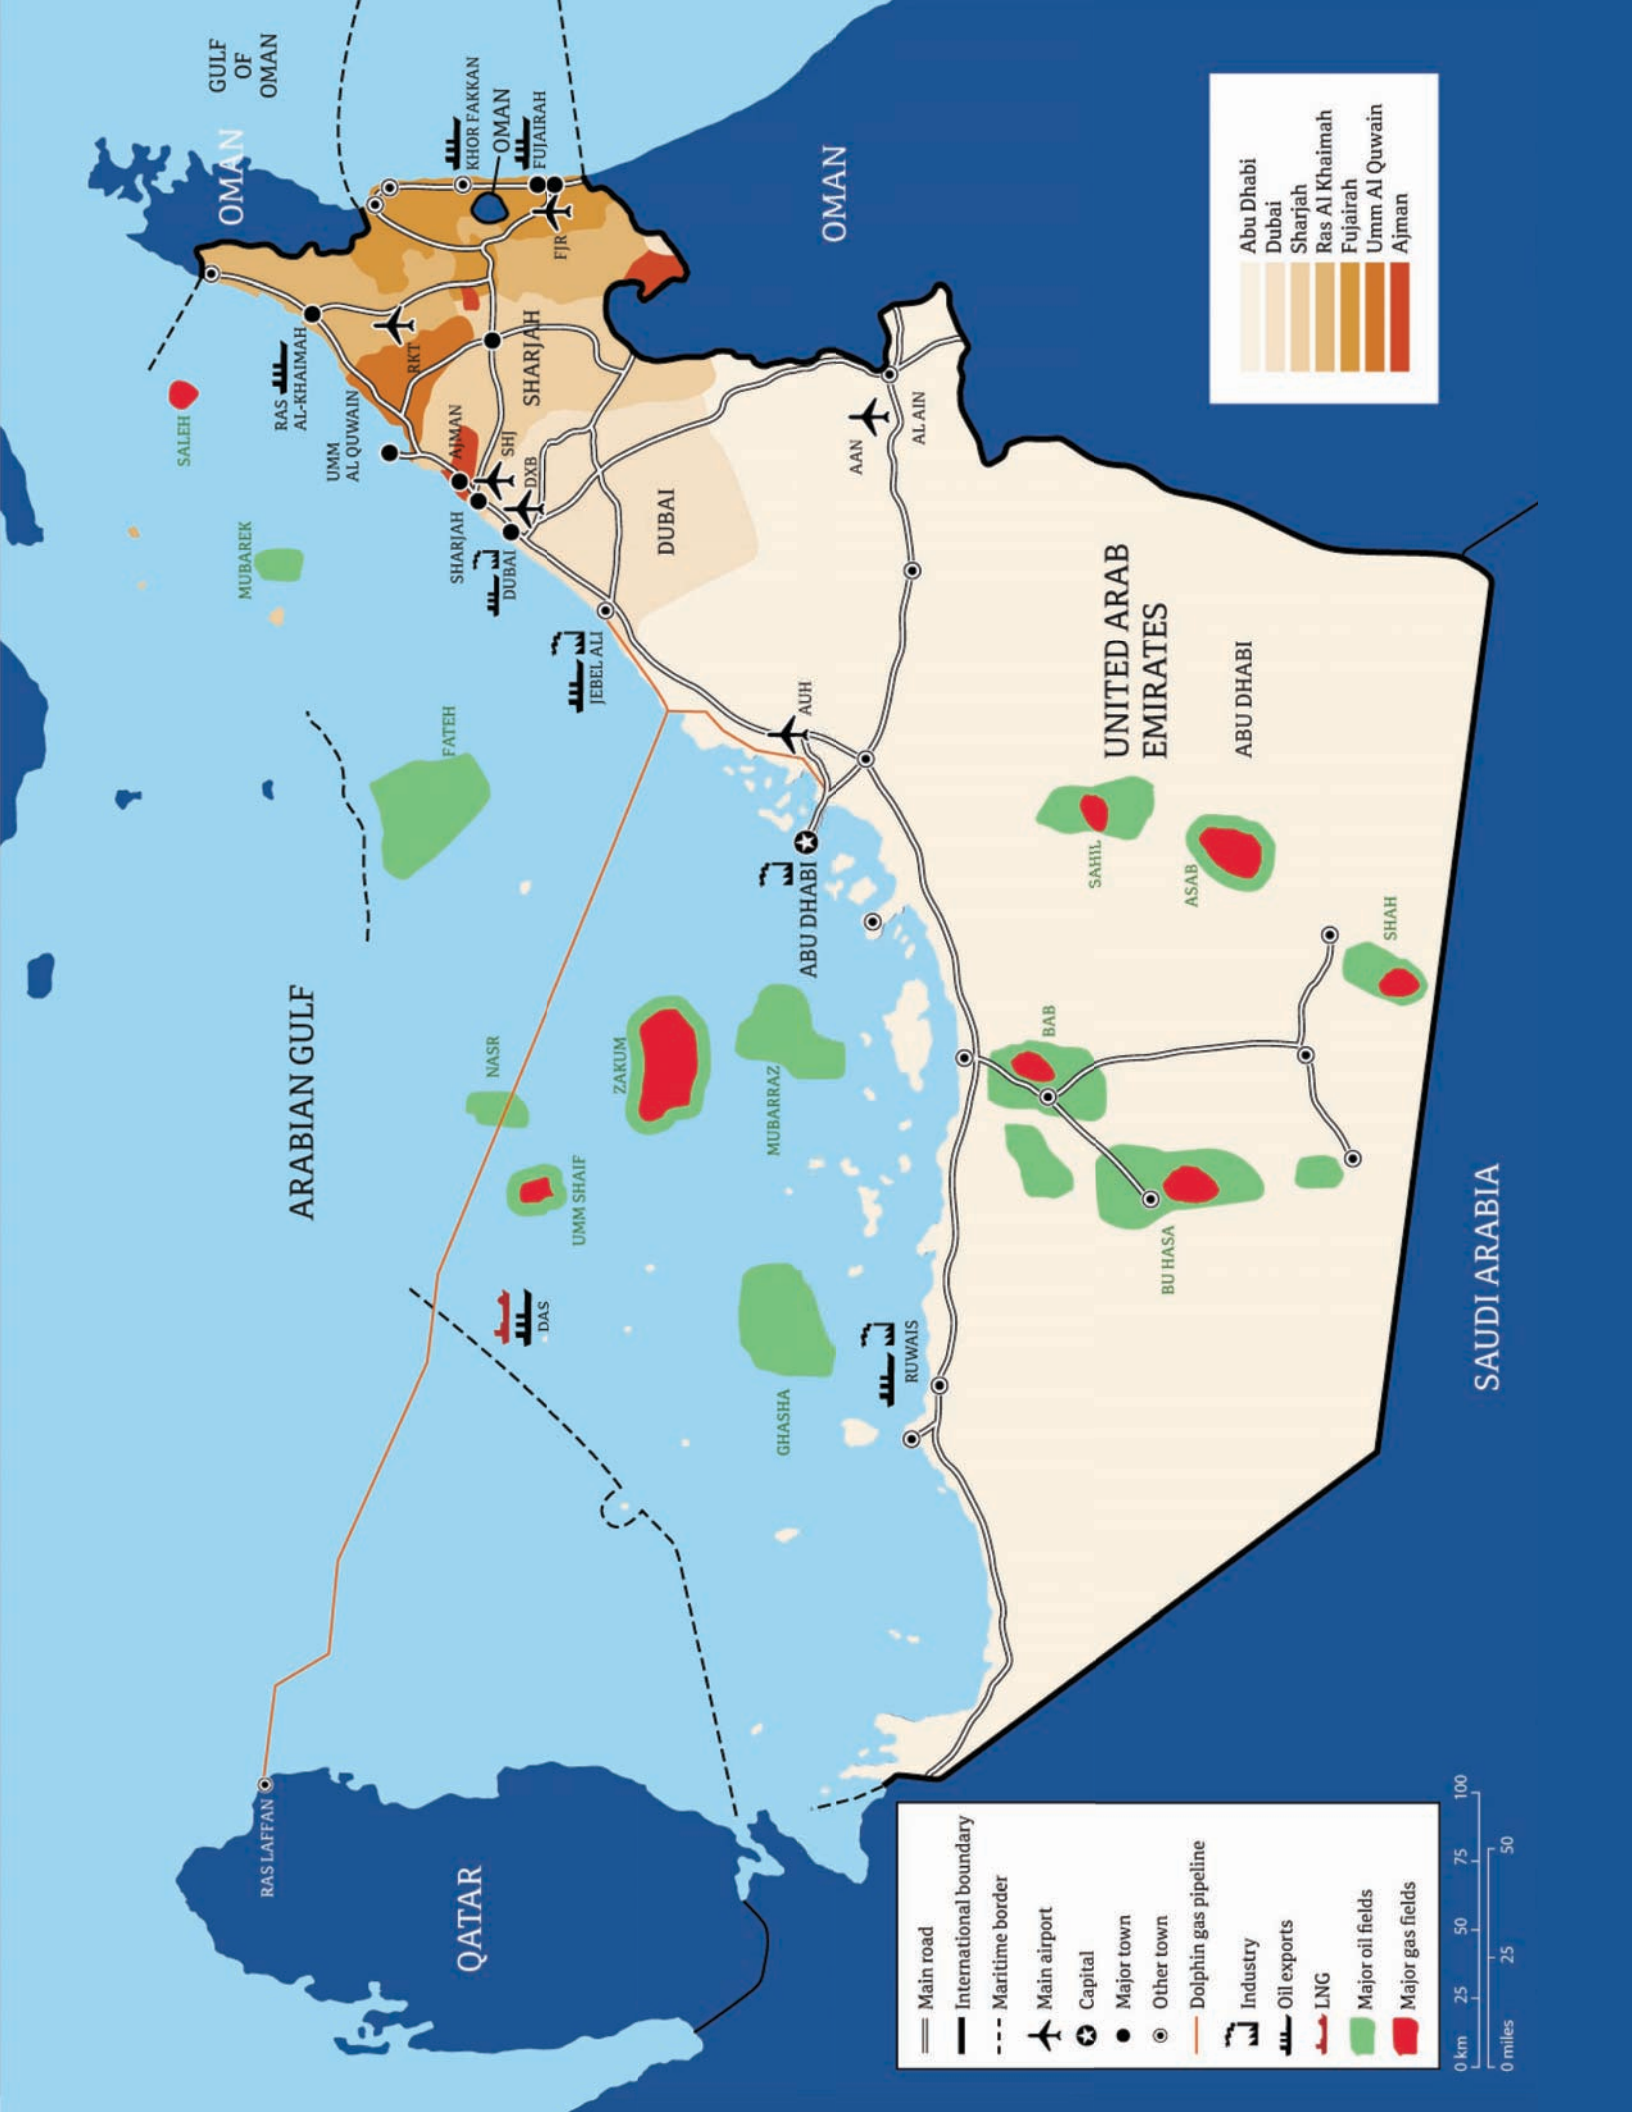 GULF
OF
OMAN
OMAN
SALEH
RAS
AL-KHAIMAH
KHOR FAKKAN
OMAN
FUJAIRAH
FJR
RKT
UMM
AL QUWAIN
AJMAN
SHJ
SHARJAH
SHARJAH
DXB
DUBAI
DUBAI
MUBAREK
JEBEL ALI
FATEH
OMAN
AAN
AL AIN
AUH
ABU DHABI
UNITED ARAB
EMIRATES
ABU DHABI
SAHIL
ASAB
SHAH
ARABIAN GULF
NASR
ZAKUM
UMM SHAIF
MUBARRAZ
BAB
BU HASA
DAS
GHASHA
RUWAIS
SAUDI ARABIA
RAS LAFFAN
QATAR
Abu Dhabi
Dubai
Sharjah
Ras Al Khaimah
Fujairah
Umm Al Quwain
Ajman
Main road
International boundary
Maritime border
Main airport
Capital
Major town
Other town
Dolphin gas pipeline
Industry
Oil exports
LNG
Major oil fields
Major gas fields
0 km 25 50 75 100
0 miles 25 50